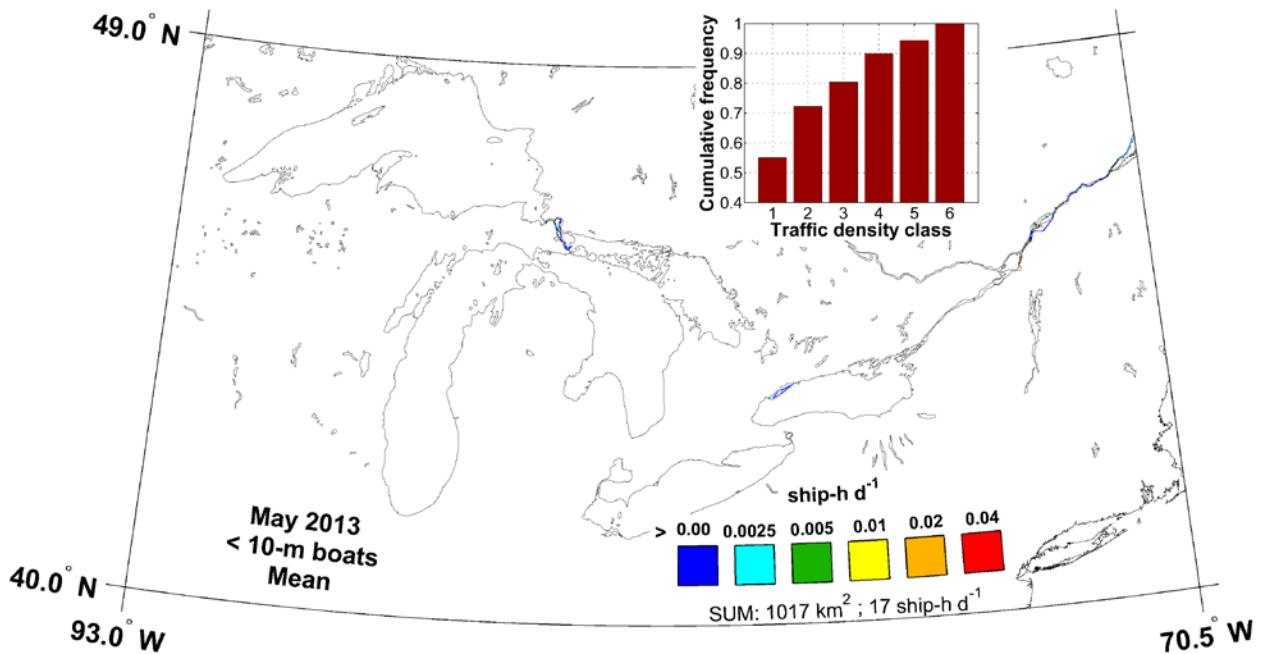 49.0° N
1
0.9
0.8
0.7
0.6
0.5
0.4
Cumulative frequency
1 2 3 4 5 6
Traffic density class
ship-h d⁻¹
> 0.00 0.0025 0.005 0.01 0.02 0.04
May 2013
< 10-m boats
Mean
SUM: 1017 km² ; 17 ship-h d⁻¹
40.0° N
93.0° W
70.5° W